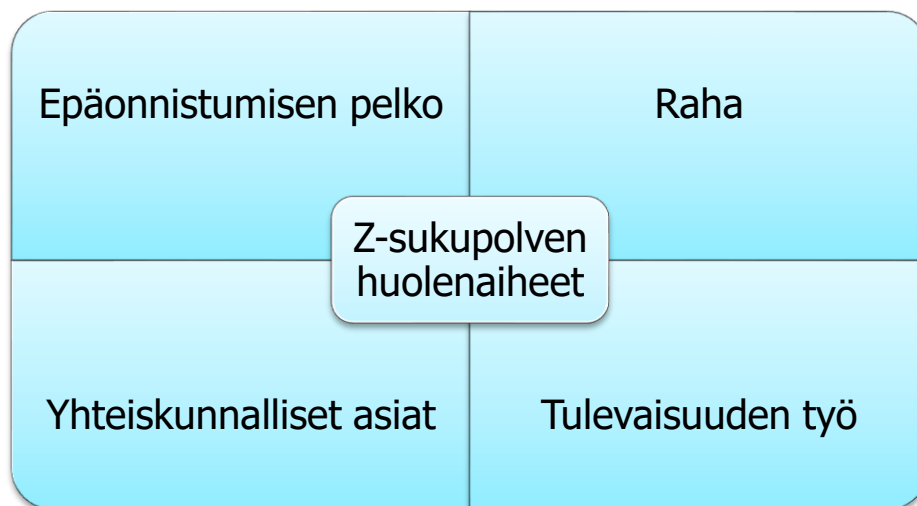 Epäonnistumisen pelko
Raha
Z-sukupolven
huolenaiheet
Yhteiskunnalliset asiat
Tulevaisuuden työ